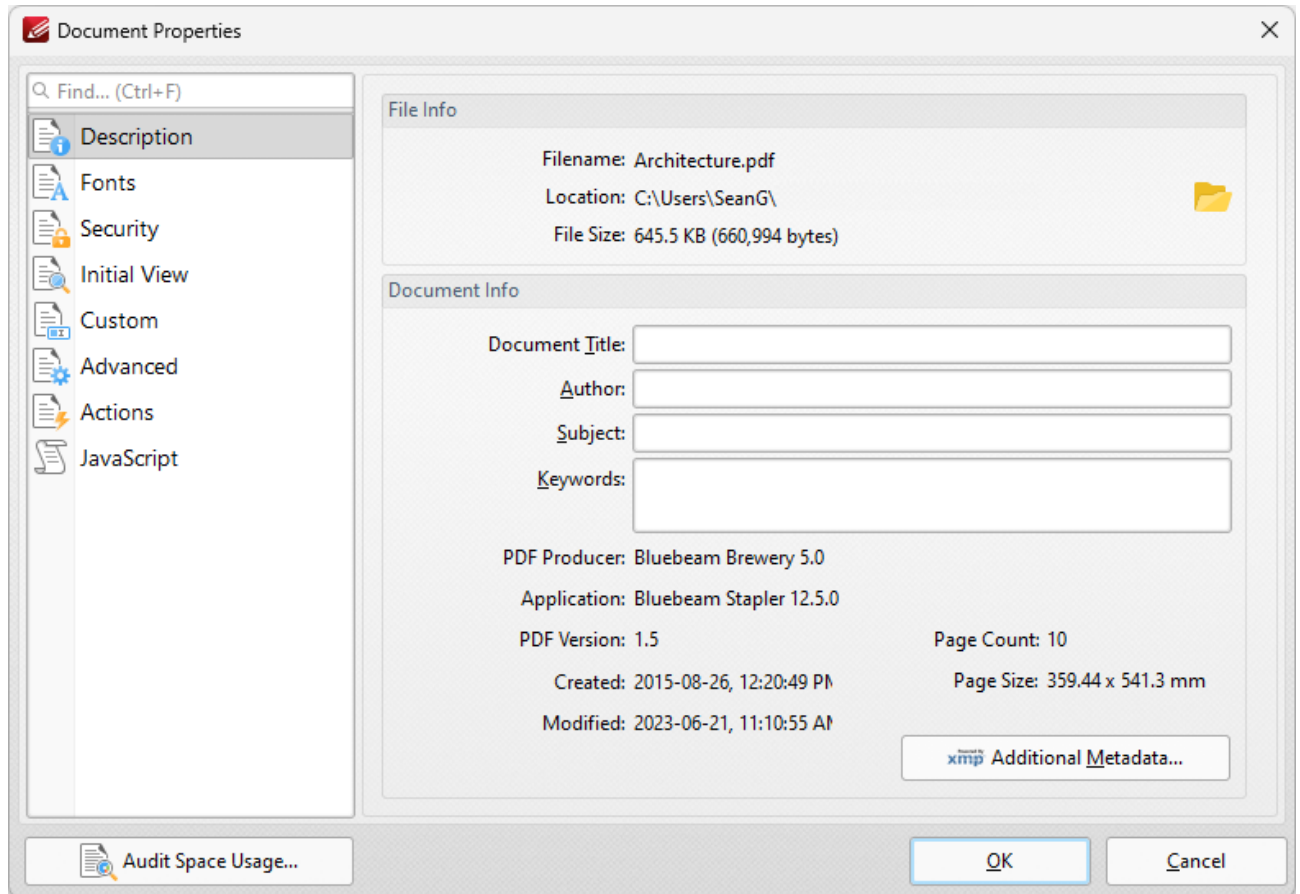 Document Properties
Find... (Ctrl+F)
Description
Fonts
Security
Initial View
Custom
Advanced
Actions
JavaScript
File Info
Filename: Architecture.pdf
Location: C:\Users\SeanG\
File Size: 645.5 KB (660,994 bytes)
Document Info
Document Title:
Author:
Subject:
Keywords:
PDF Producer: Bluebeam Brewery 5.0
Application: Bluebeam Stapler 12.5.0
PDF Version: 1.5 Page Count: 10
Created: 2015-08-26, 12:20:49 PM Page Size: 359.44 x 541.3 mm
Modified: 2023-06-21, 11:10:55 AM
xmp Additional Metadata...
Audit Space Usage... OK Cancel